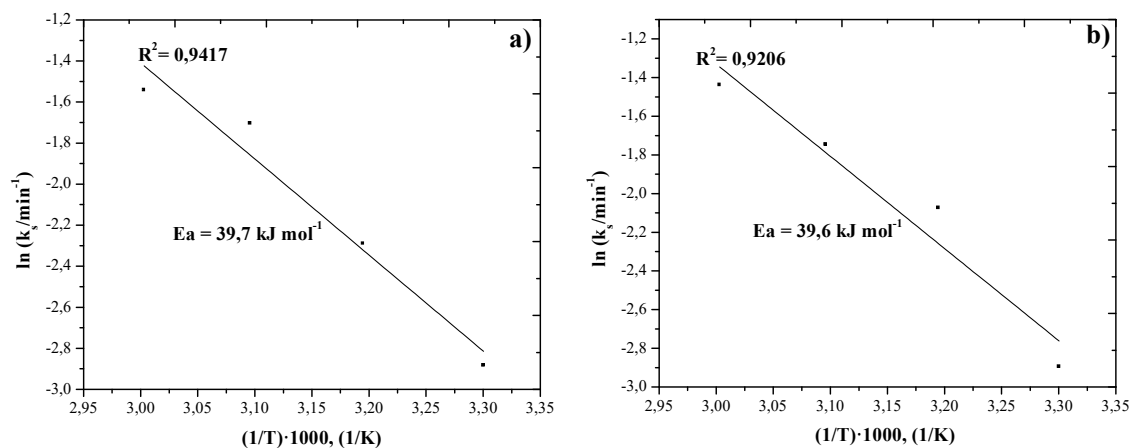 a)
R²= 0,9417
Ea = 39,7 kJ mol⁻¹
ln (kₛ/min⁻¹)
-1,2
-1,4
-1,6
-1,8
-2,0
-2,2
-2,4
-2,6
-2,8
-3,0
2,95 3,00 3,05 3,10 3,15 3,20 3,25 3,30 3,35
(1/T)·1000, (1/K)
b)
R²= 0,9206
Ea = 39,6 kJ mol⁻¹
ln (kₛ/min⁻¹)
-1,2
-1,4
-1,6
-1,8
-2,0
-2,2
-2,4
-2,6
-2,8
-3,0
2,95 3,00 3,05 3,10 3,15 3,20 3,25 3,30 3,35
(1/T)·1000, (1/K)